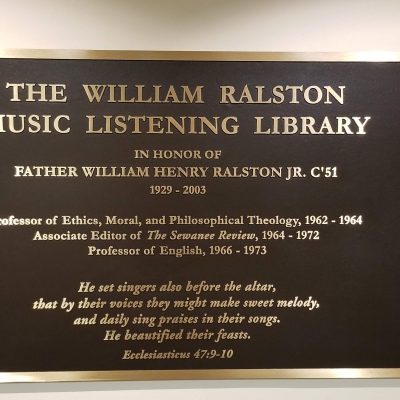 THE WILLIAM RALSTON
MUSIC LISTENING LIBRARY
IN HONOR OF
FATHER WILLIAM HENRY RALSTON JR. C'51
1929 - 2003
Professor of Ethics, Moral, and Philosophical Theology, 1962 - 1964
Associate Editor of The Sewanee Review, 1964 - 1972
Professor of English, 1966 - 1973
He set singers also before the altar,
that by their voices they might make sweet melody,
and daily sing praises in their songs.
He beautified their feasts.
Ecclesiasticus 47:9-10